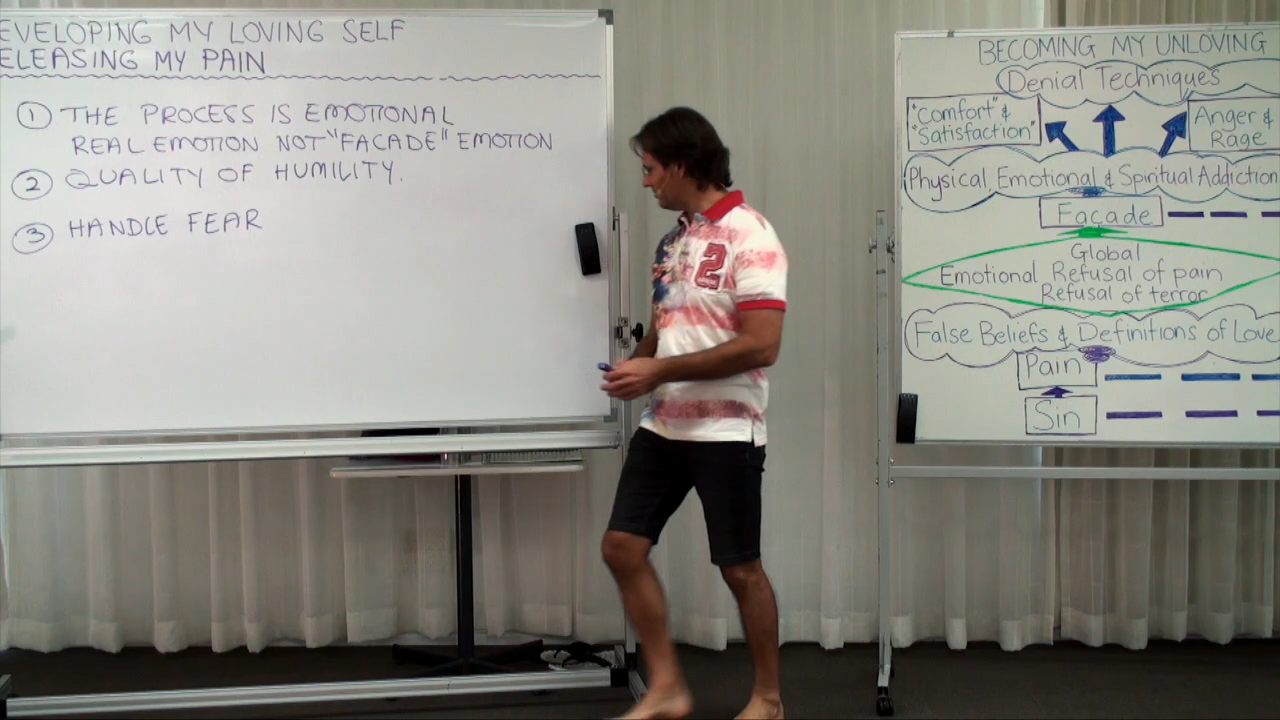 EVELOPING MY LOVING SELF
ELEASING MY PAIN
1 THE PROCESS IS EMOTIONAL
REAL EMOTION NOT "FACADE" EMOTION
2 QUALITY OF HUMILITY.
3 HANDLE FEAR
2
BECOMING MY UNLOVING
Denial Techniques
"Comfort" &
"Satisfaction"
Anger &
Rage
Physical, Emotional & Spiritual Addiction
Façade
Global
Emotional Refusal of pain
Refusal of terror
False Beliefs & Definitions of Love
Pain
Sin